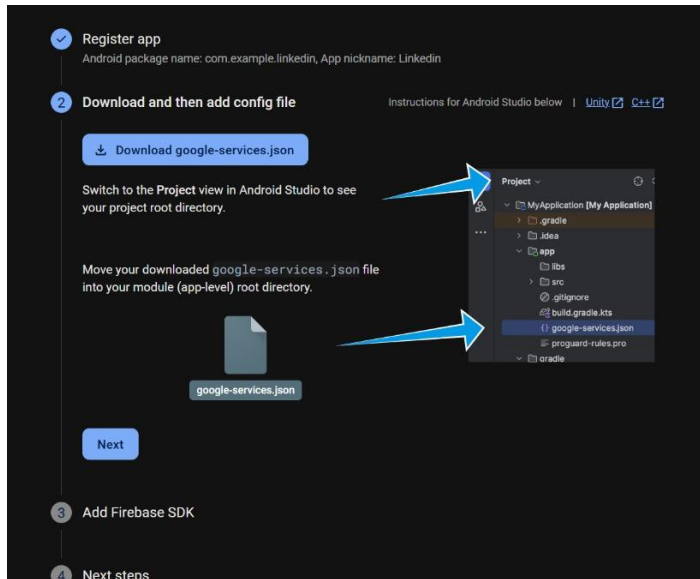 Register app
Android package name: com.example.linkedin, App nickname: Linkedin
2
Download and then add config file
Instructions for Android Studio below | Unity C++
Download google-services.json
Switch to the Project view in Android Studio to see
your project root directory.
Move your downloaded google-services.json file
into your module (app-level) root directory.
google-services.json
Project
MyApplication [My Application]
.gradle
.idea
app
libs
src
.gitignore
build.gradle.kts
{} google-services.json
proguard-rules.pro
gradle
Next
3
Add Firebase SDK
4
Next steps